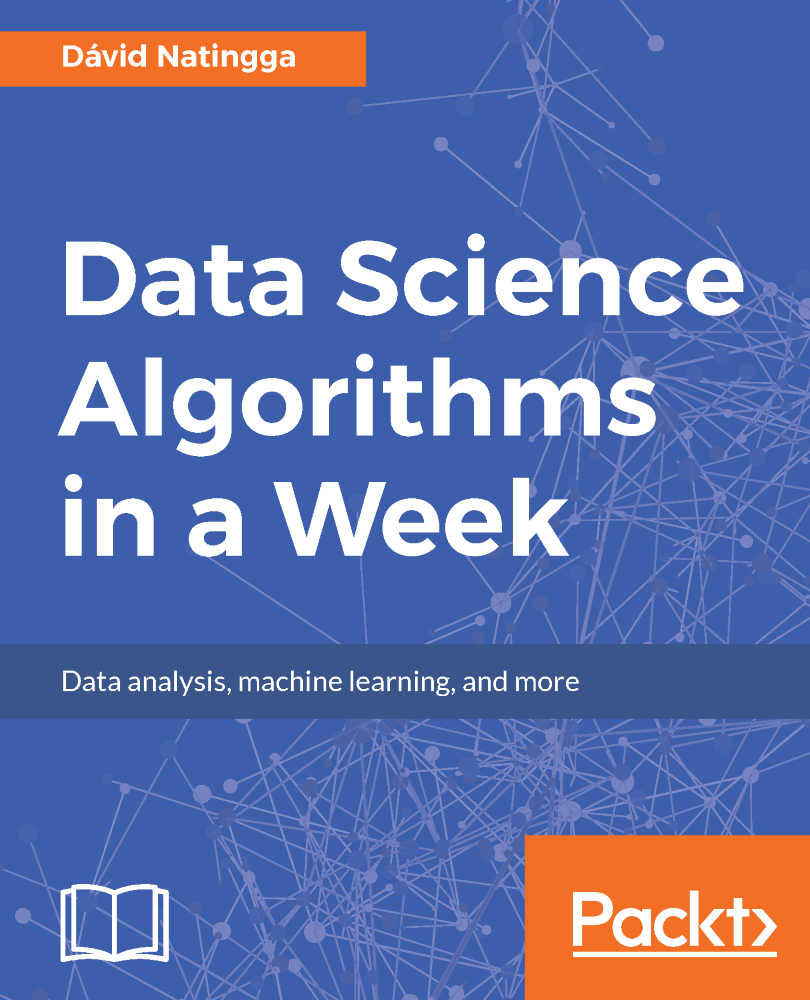 Dávid Natingga
Data Science
Algorithms
in a Week
Data analysis, machine learning, and more
Packt>